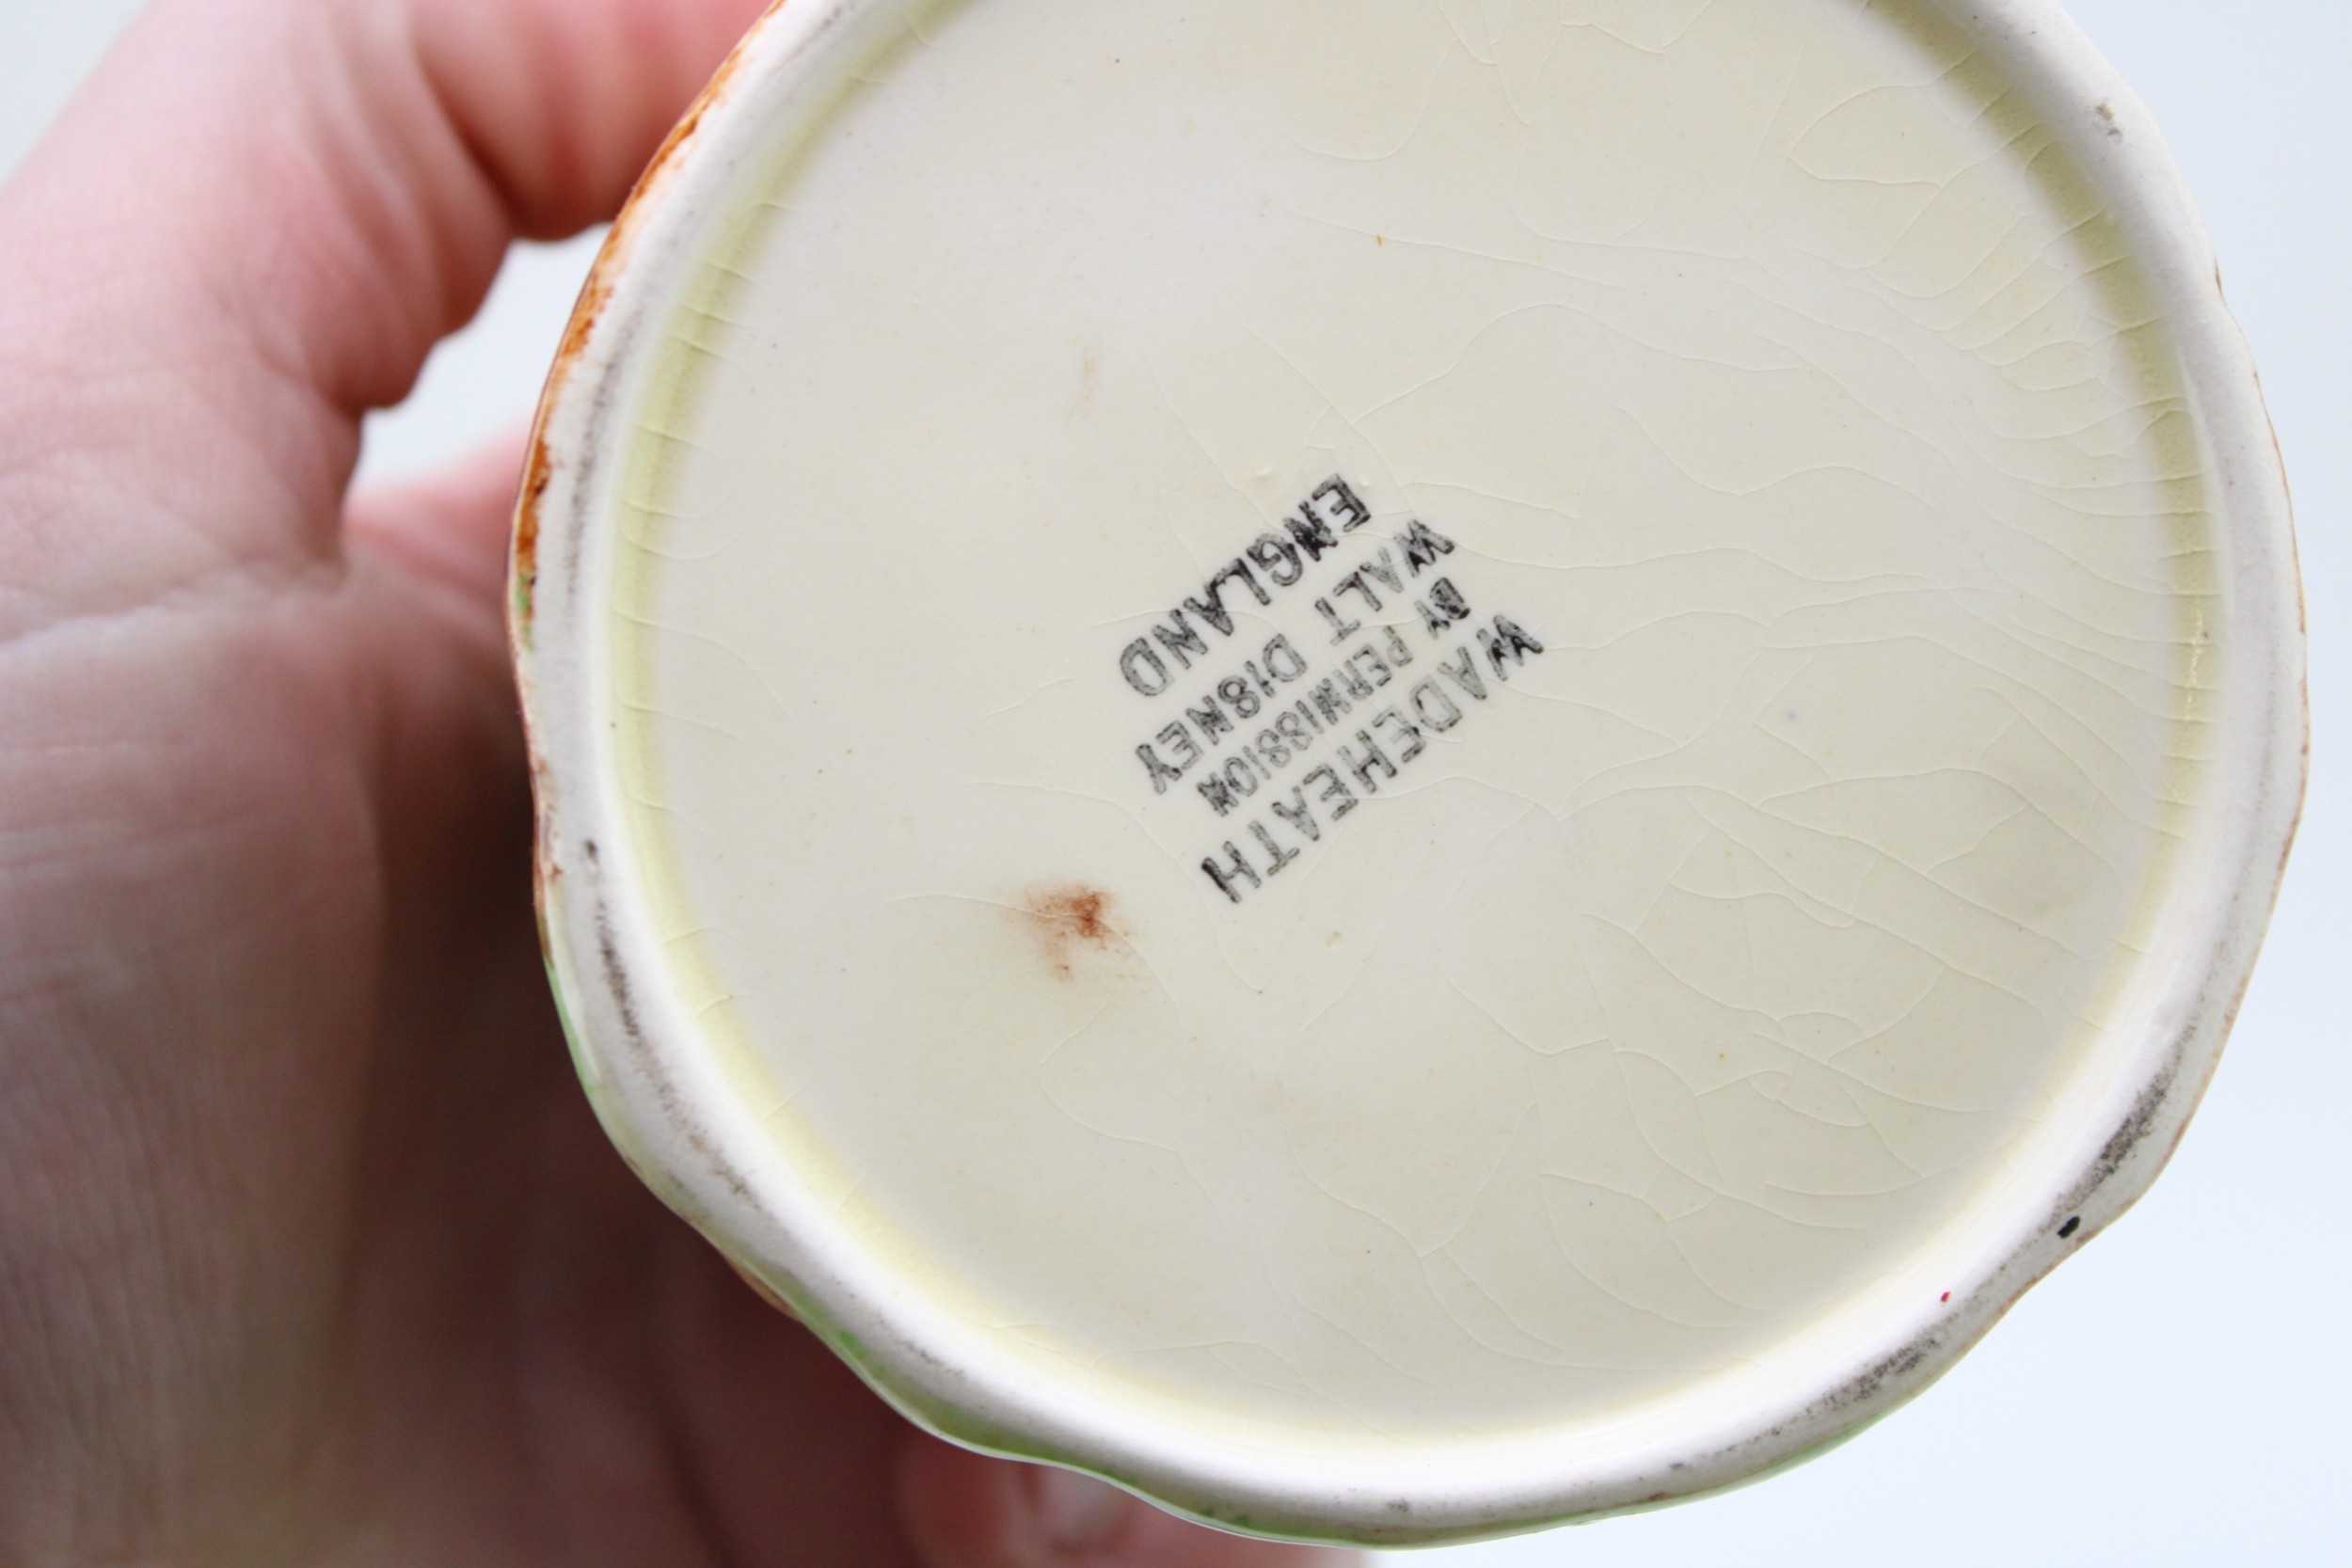 WADEHEATH
BY PERMISSION
WALT DISNEY
ENGLAND